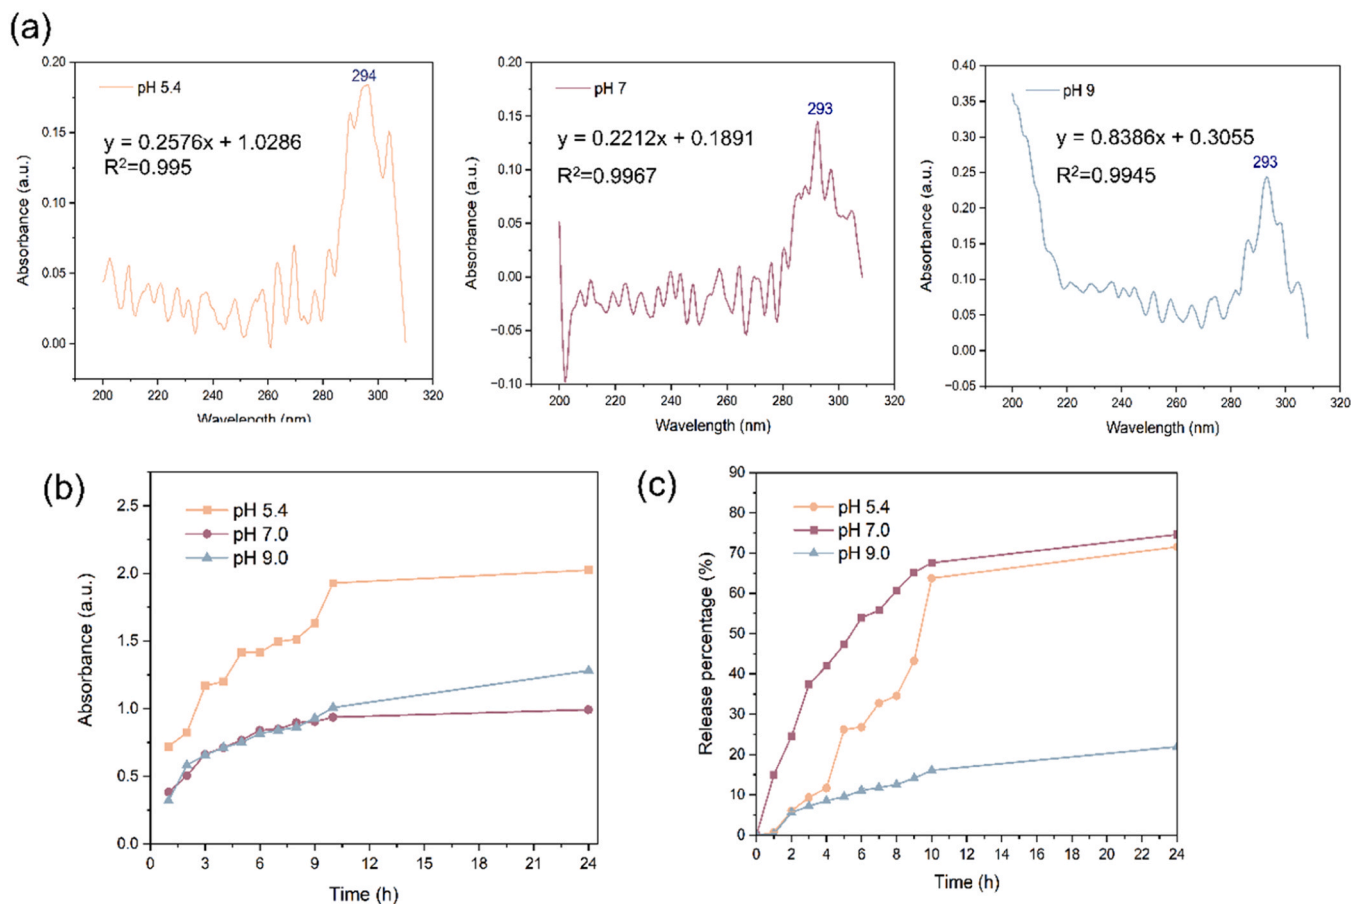 (a)
0.20
0.15
0.10
0.05
0.00
Absorbance (a.u.)
pH 5.4
294
y = 0.2576x + 1.0286
R²=0.995
200 220 240 260 280 300 320
Wavelength (nm)
0.20
0.15
0.10
0.05
0.00
−0.05
−0.10
Absorbance (a.u.)
pH 7
293
y = 0.2212x + 0.1891
R²=0.9967
200 220 240 260 280 300 320
Wavelength (nm)
0.40
0.35
0.30
0.25
0.20
0.15
0.10
0.05
0.00
−0.05
Absorbance (a.u.)
pH 9
y = 0.8386x + 0.3055
293
R²=0.9945
200 220 240 260 280 300 320
Wavelength (nm)
(b)
2.5
2.0
1.5
1.0
0.5
0.0
Absorbance (a.u.)
pH 5.4
pH 7.0
pH 9.0
0 3 6 9 12 15 18 21 24
Time (h)
(c)
90
80
70
60
50
40
30
20
10
0
Release percentage (%)
pH 5.4
pH 7.0
pH 9.0
0 2 4 6 8 10 12 14 16 18 20 22 24
Time (h)